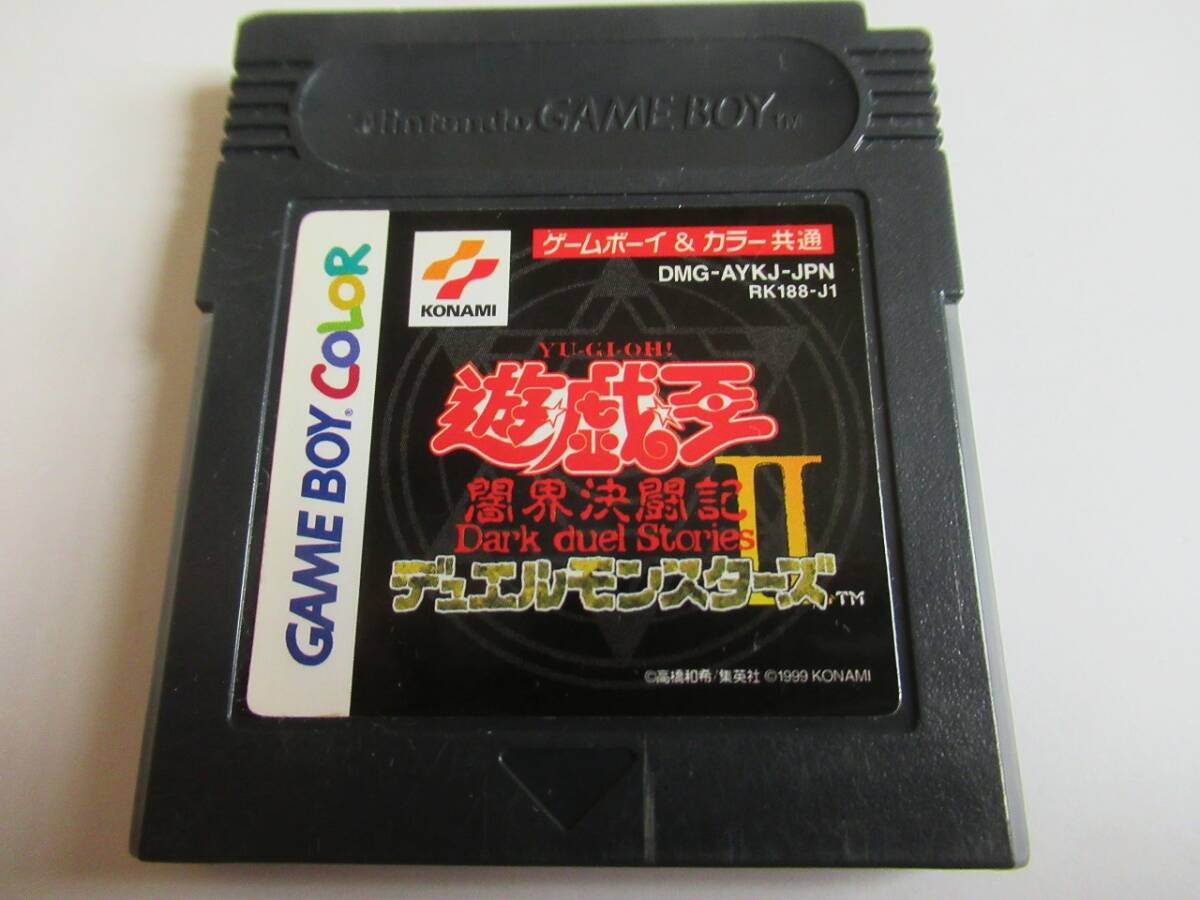 Nintendo GAME BOY TM
GAME BOY COLOR
KONAMI
ゲームボーイ & カラー共通
DMG-AYKJ-JPN
RK188-J1
YU-GI-OH!
遊戯王
闇界決闘記
Dark duel Stories
II
デュエルモンスターズ™
©高橋和希/集英社 ©1999 KONAMI